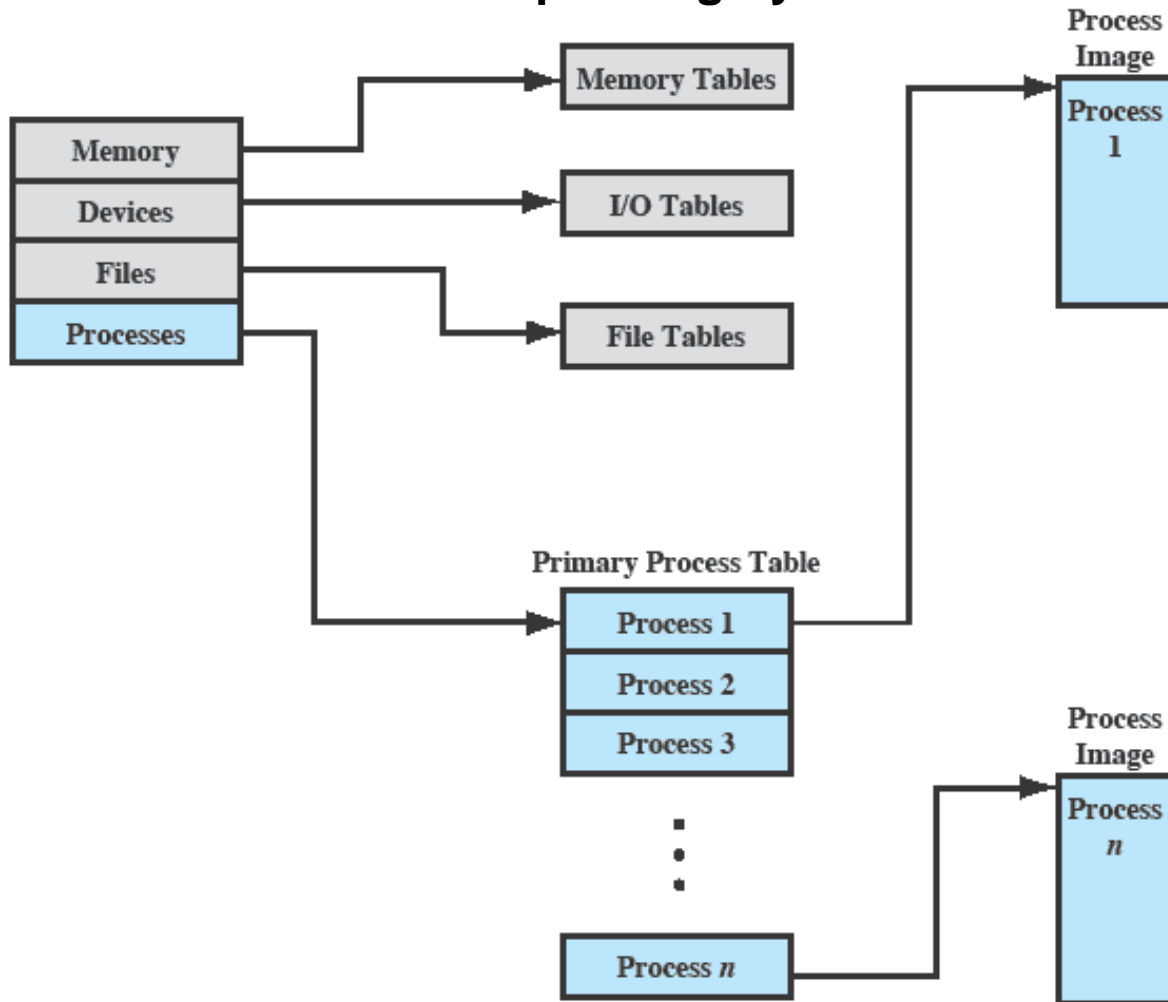 Process
Image
Memory Tables
Process
1
Memory
Devices
I/O Tables
Files
Processes
File Tables
Primary Process Table
Process 1
Process 2
Process 3
Process
Image
Process
n
Process n